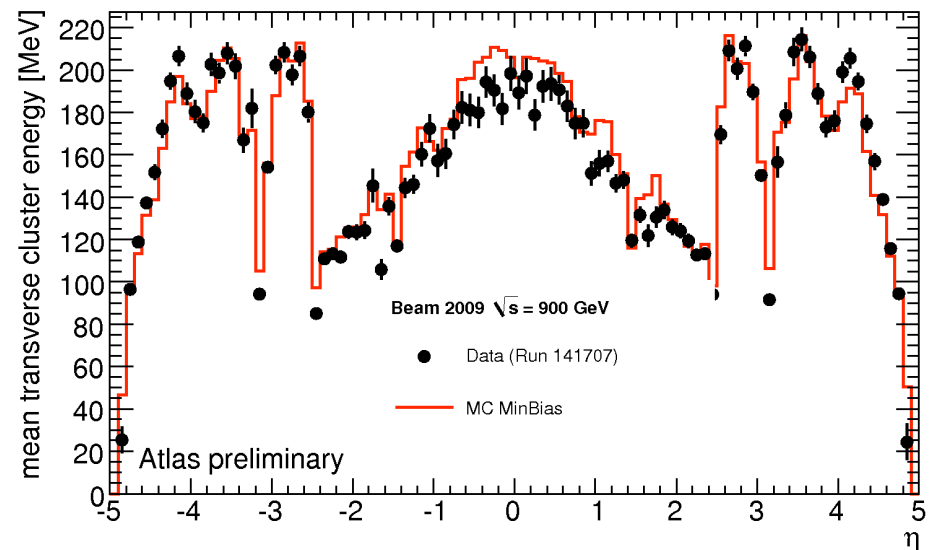 mean transverse cluster energy [MeV]
220
200
180
160
140
120
100
80
60
40
20
0
Beam 2009 √s = 900 GeV
Data (Run 141707)
MC MinBias
Atlas preliminary
-5 -4 -3 -2 -1 0 1 2 3 4 5
η